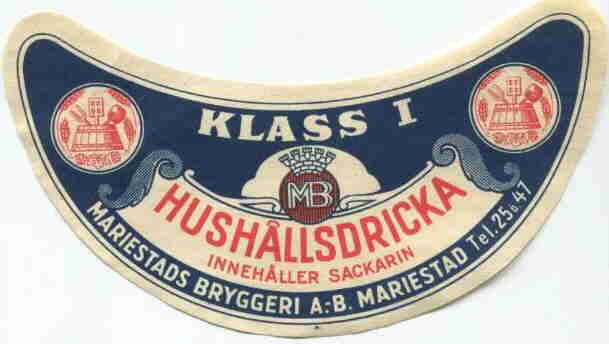 KLASS I
MB
HUSHÅLLSDRICKA
INNEHÅLLER SACKARIN
MARIESTADS BRYGGERI A.-B. MARIESTAD Tel. 25 & 47